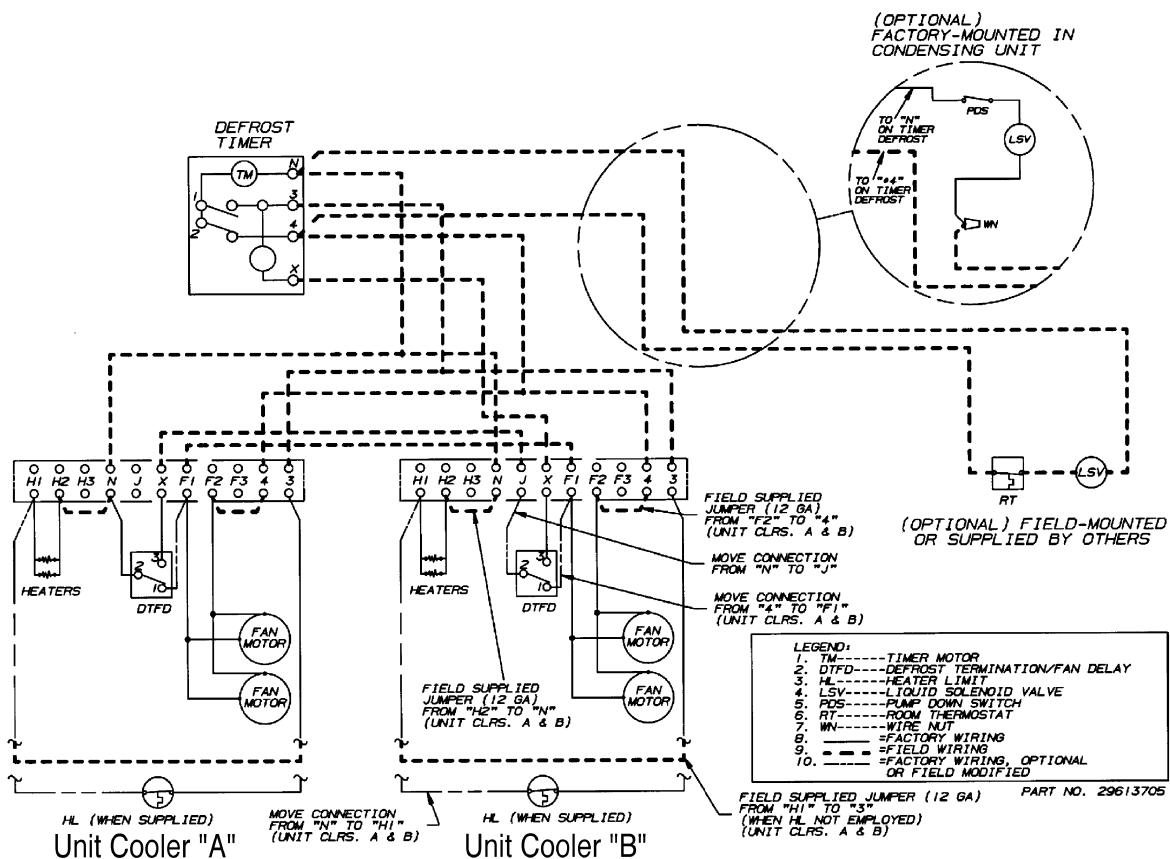 (OPTIONAL)
FACTORY-MOUNTED IN
CONDENSING UNIT
TO "N"
ON TIMER
DEFROST
PDS
LSV
TO "4"
ON TIMER
DEFROST
WN
DEFROST
TIMER
TM
N
1
3
2
4
X
H1 H2 H3 N J X F1 F2 F3 4 3
H1 H2 H3 N J X F1 F2 F3 4 3
HEATERS
3
2
1
DTFD
FAN
MOTOR
FAN
MOTOR
HEATERS
3
2
1
DTFD
FAN
MOTOR
FAN
MOTOR
FIELD SUPPLIED
JUMPER (12 GA)
FROM "F2" TO "4"
(UNIT CLRS. A & B)
MOVE CONNECTION
FROM "N" TO "J"
MOVE CONNECTION
FROM "4" TO "F1"
(UNIT CLRS. A & B)
RT
LSV
(OPTIONAL) FIELD-MOUNTED
OR SUPPLIED BY OTHERS
FIELD SUPPLIED
JUMPER (12 GA)
FROM "H2" TO "N"
(UNIT CLRS. A & B)
LEGEND:
1. TM------TIMER MOTOR
2. DTFD----DEFROST TERMINATION/FAN DELAY
3. HL------HEATER LIMIT
4. LSV-----LIQUID SOLENOID VALVE
5. PDS-----PUMP DOWN SWITCH
6. RT------ROOM THERMOSTAT
7. WN------WIRE NUT
8. =FACTORY WIRING
9. =FIELD WIRING
10. =FACTORY WIRING, OPTIONAL
OR FIELD MODIFIED
PART NO. 29613705
FIELD SUPPLIED JUMPER (12 GA)
FROM "H1" TO "3"
(WHEN HL NOT EMPLOYED)
(UNIT CLRS. A & B)
HL (WHEN SUPPLIED)
MOVE CONNECTION
FROM "N" TO "H1"
(UNIT CLRS. A & B)
HL (WHEN SUPPLIED)
Unit Cooler "A"
Unit Cooler "B"